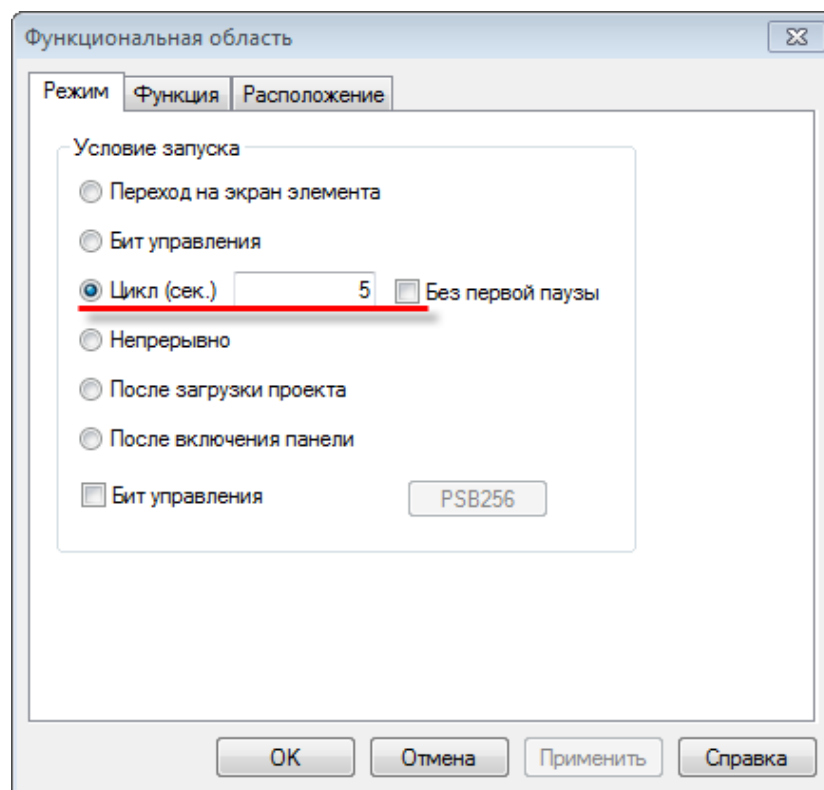 Функциональная область
Режим Функция Расположение
Условие запуска
Переход на экран элемента
Бит управления
Цикл (сек.) 5 Без первой паузы
Непрерывно
После загрузки проекта
После включения панели
Бит управления PSB256
OK Отмена Применить Справка